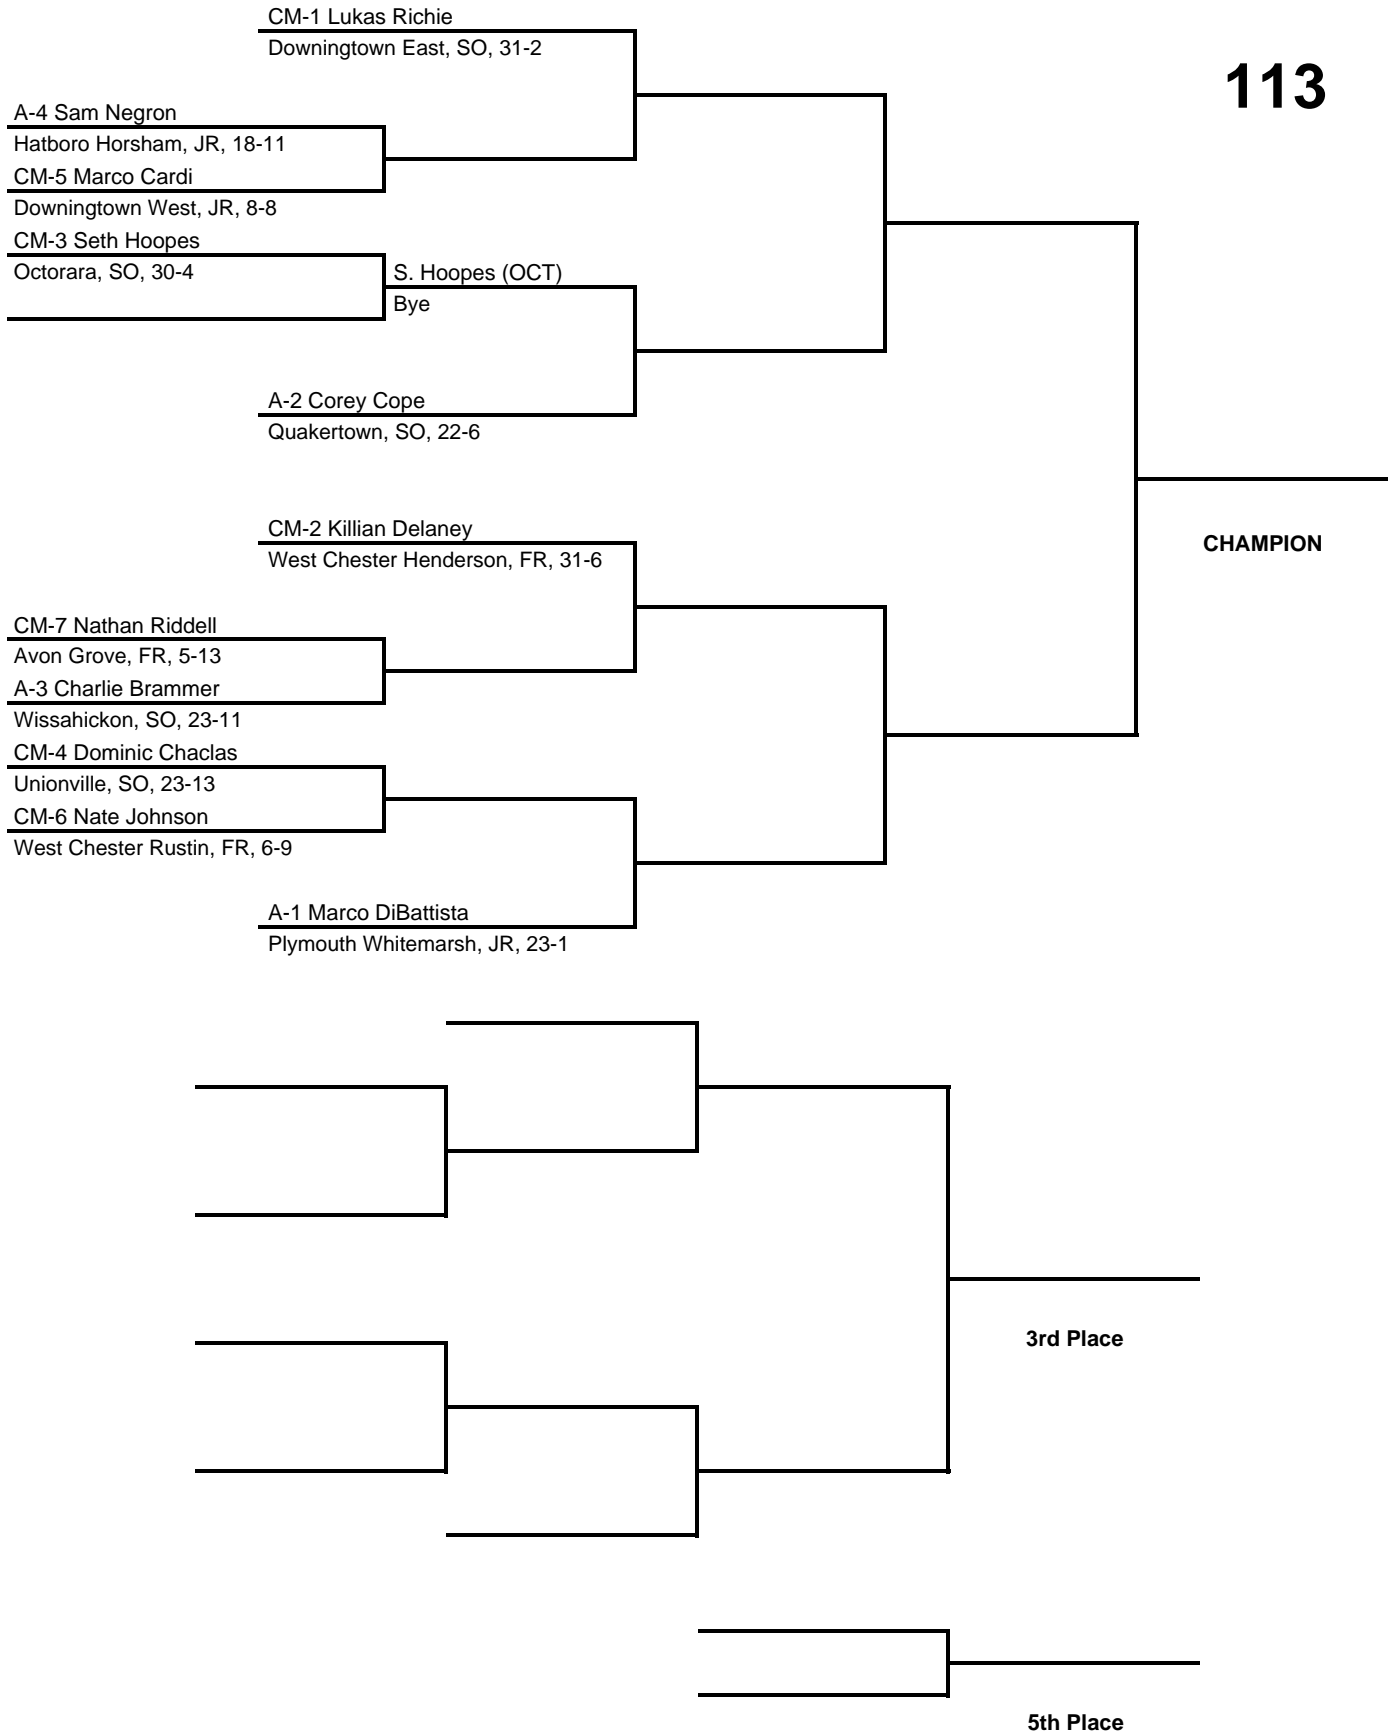 CM-1 Lukas Richie
Downingtown East, SO, 31-2
113
A-4 Sam Negron
Hatboro Horsham, JR, 18-11
CM-5 Marco Cardi
Downingtown West, JR, 8-8
CM-3 Seth Hoopes
Octorara, SO, 30-4
S. Hoopes (OCT)
Bye
A-2 Corey Cope
Quakertown, SO, 22-6
CM-2 Killian Delaney
West Chester Henderson, FR, 31-6
CHAMPION
CM-7 Nathan Riddell
Avon Grove, FR, 5-13
A-3 Charlie Brammer
Wissahickon, SO, 23-11
CM-4 Dominic Chaclas
Unionville, SO, 23-13
CM-6 Nate Johnson
West Chester Rustin, FR, 6-9
A-1 Marco DiBattista
Plymouth Whitemarsh, JR, 23-1
3rd Place
5th Place